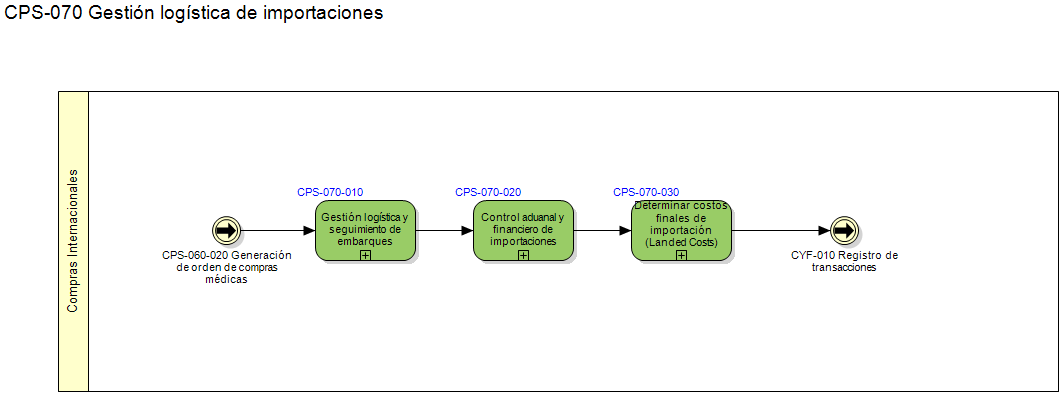 CPS-070 Gestión logística de importaciones
Compras Internacionales
CPS-060-020 Generación
de orden de compras
médicas
CPS-070-010
Gestión logística y
seguimiento de
embarques
CPS-070-020
Control aduanal y
financiero de
importaciones
CPS-070-030
Determinar costos
finales de
importación
(Landed Costs)
CYF-010 Registro de
transacciones